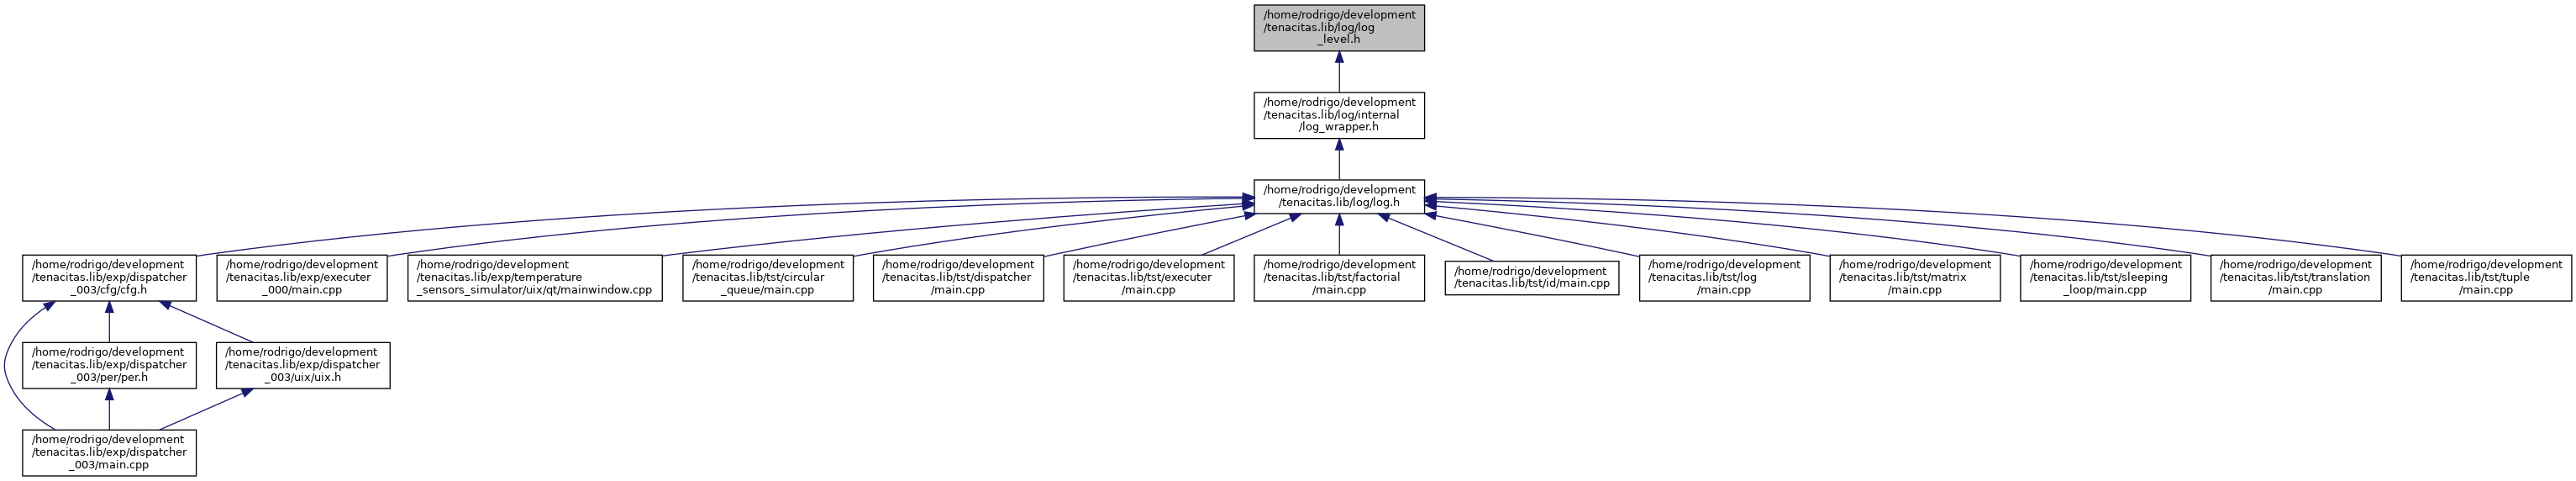 /home/rodrigo/development
/tenacitas.lib/log/log
_level.h
/home/rodrigo/development
/tenacitas.lib/log/internal
/log_wrapper.h
/home/rodrigo/development
/tenacitas.lib/log/log.h
/home/rodrigo/development
/tenacitas.lib/exp/dispatcher
_003/cfg/cfg.h
/home/rodrigo/development
/tenacitas.lib/exp/executer
_000/main.cpp
/home/rodrigo/development
/tenacitas.lib/exp/temperature
_sensors_simulator/uix/qt/mainwindow.cpp
/home/rodrigo/development
/tenacitas.lib/tst/circular
_queue/main.cpp
/home/rodrigo/development
/tenacitas.lib/tst/dispatcher
/main.cpp
/home/rodrigo/development
/tenacitas.lib/tst/executer
/main.cpp
/home/rodrigo/development
/tenacitas.lib/tst/factorial
/main.cpp
/home/rodrigo/development
/tenacitas.lib/tst/id/main.cpp
/home/rodrigo/development
/tenacitas.lib/tst/log
/main.cpp
/home/rodrigo/development
/tenacitas.lib/tst/matrix
/main.cpp
/home/rodrigo/development
/tenacitas.lib/tst/sleeping
_loop/main.cpp
/home/rodrigo/development
/tenacitas.lib/tst/translation
/main.cpp
/home/rodrigo/development
/tenacitas.lib/tst/tuple
/main.cpp
/home/rodrigo/development
/tenacitas.lib/exp/dispatcher
_003/per/per.h
/home/rodrigo/development
/tenacitas.lib/exp/dispatcher
_003/uix/uix.h
/home/rodrigo/development
/tenacitas.lib/exp/dispatcher
_003/main.cpp